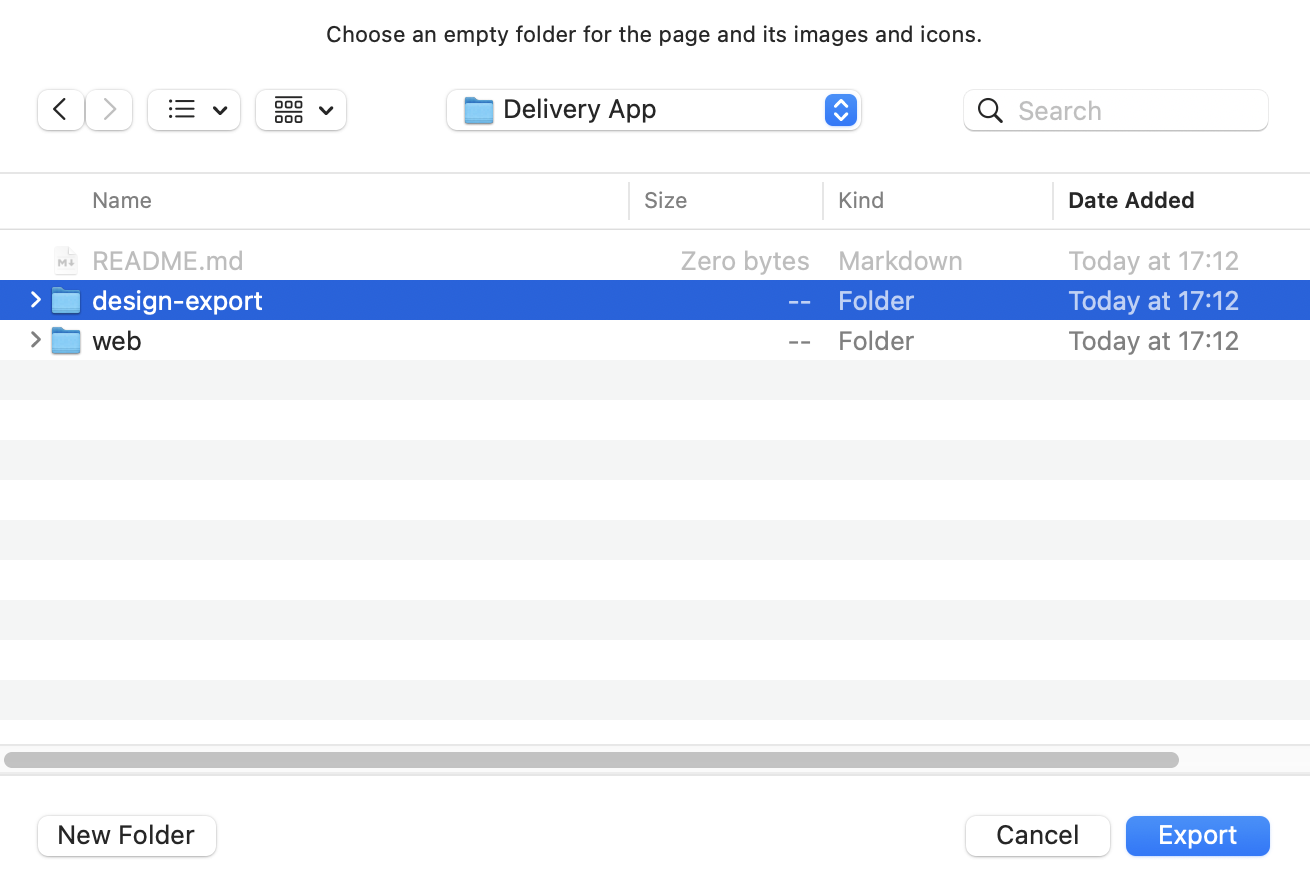 Choose an empty folder for the page and its images and icons.
Delivery App
Search
Name Size Kind Date Added
README.md Zero bytes Markdown Today at 17:12
design-export -- Folder Today at 17:12
web -- Folder Today at 17:12
New Folder Cancel Export